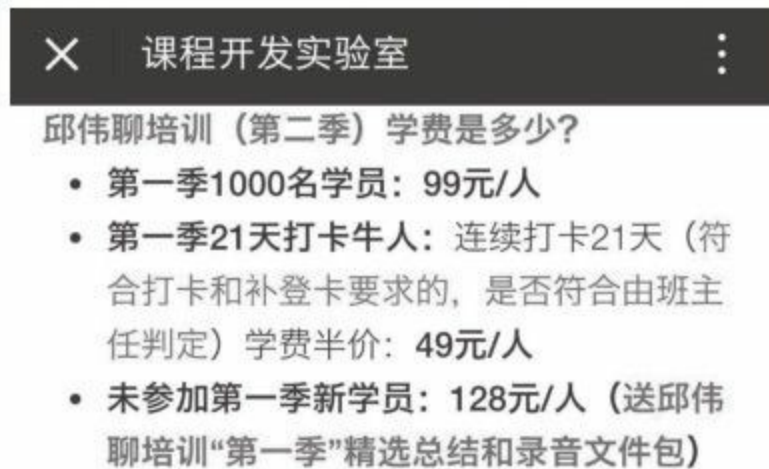 课程开发实验室
邱伟聊培训（第二季）学费是多少？
• 第一季1000名学员：99元/人
• 第一季21天打卡牛人：连续打卡21天（符
合打卡和补登卡要求的，是否符合由班主
任判定）学费半价：49元/人
• 未参加第一季新学员：128元/人（送邱伟
聊培训“第一季”精选总结和录音文件包）